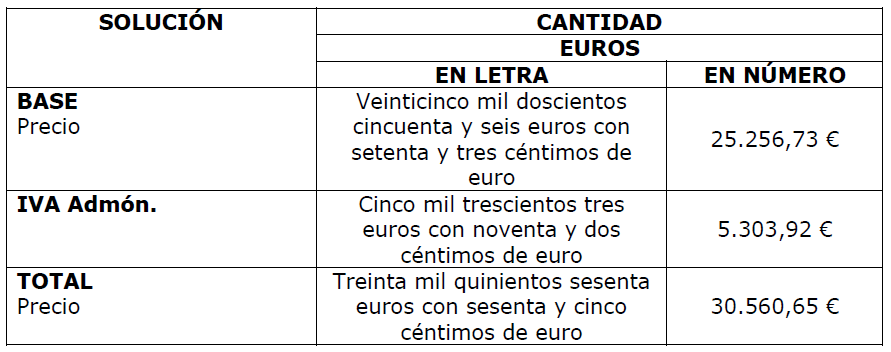 SOLUCIÓN
CANTIDAD
EUROS
EN LETRA
EN NÚMERO
BASE
Precio
Veinticinco mil doscientos
cincuenta y seis euros con
setenta y tres céntimos de
euro
25.256,73 €
IVA Admón.
Cinco mil trescientos tres
euros con noventa y dos
céntimos de euro
5.303,92 €
TOTAL
Precio
Treinta mil quinientos sesenta
euros con sesenta y cinco
céntimos de euro
30.560,65 €